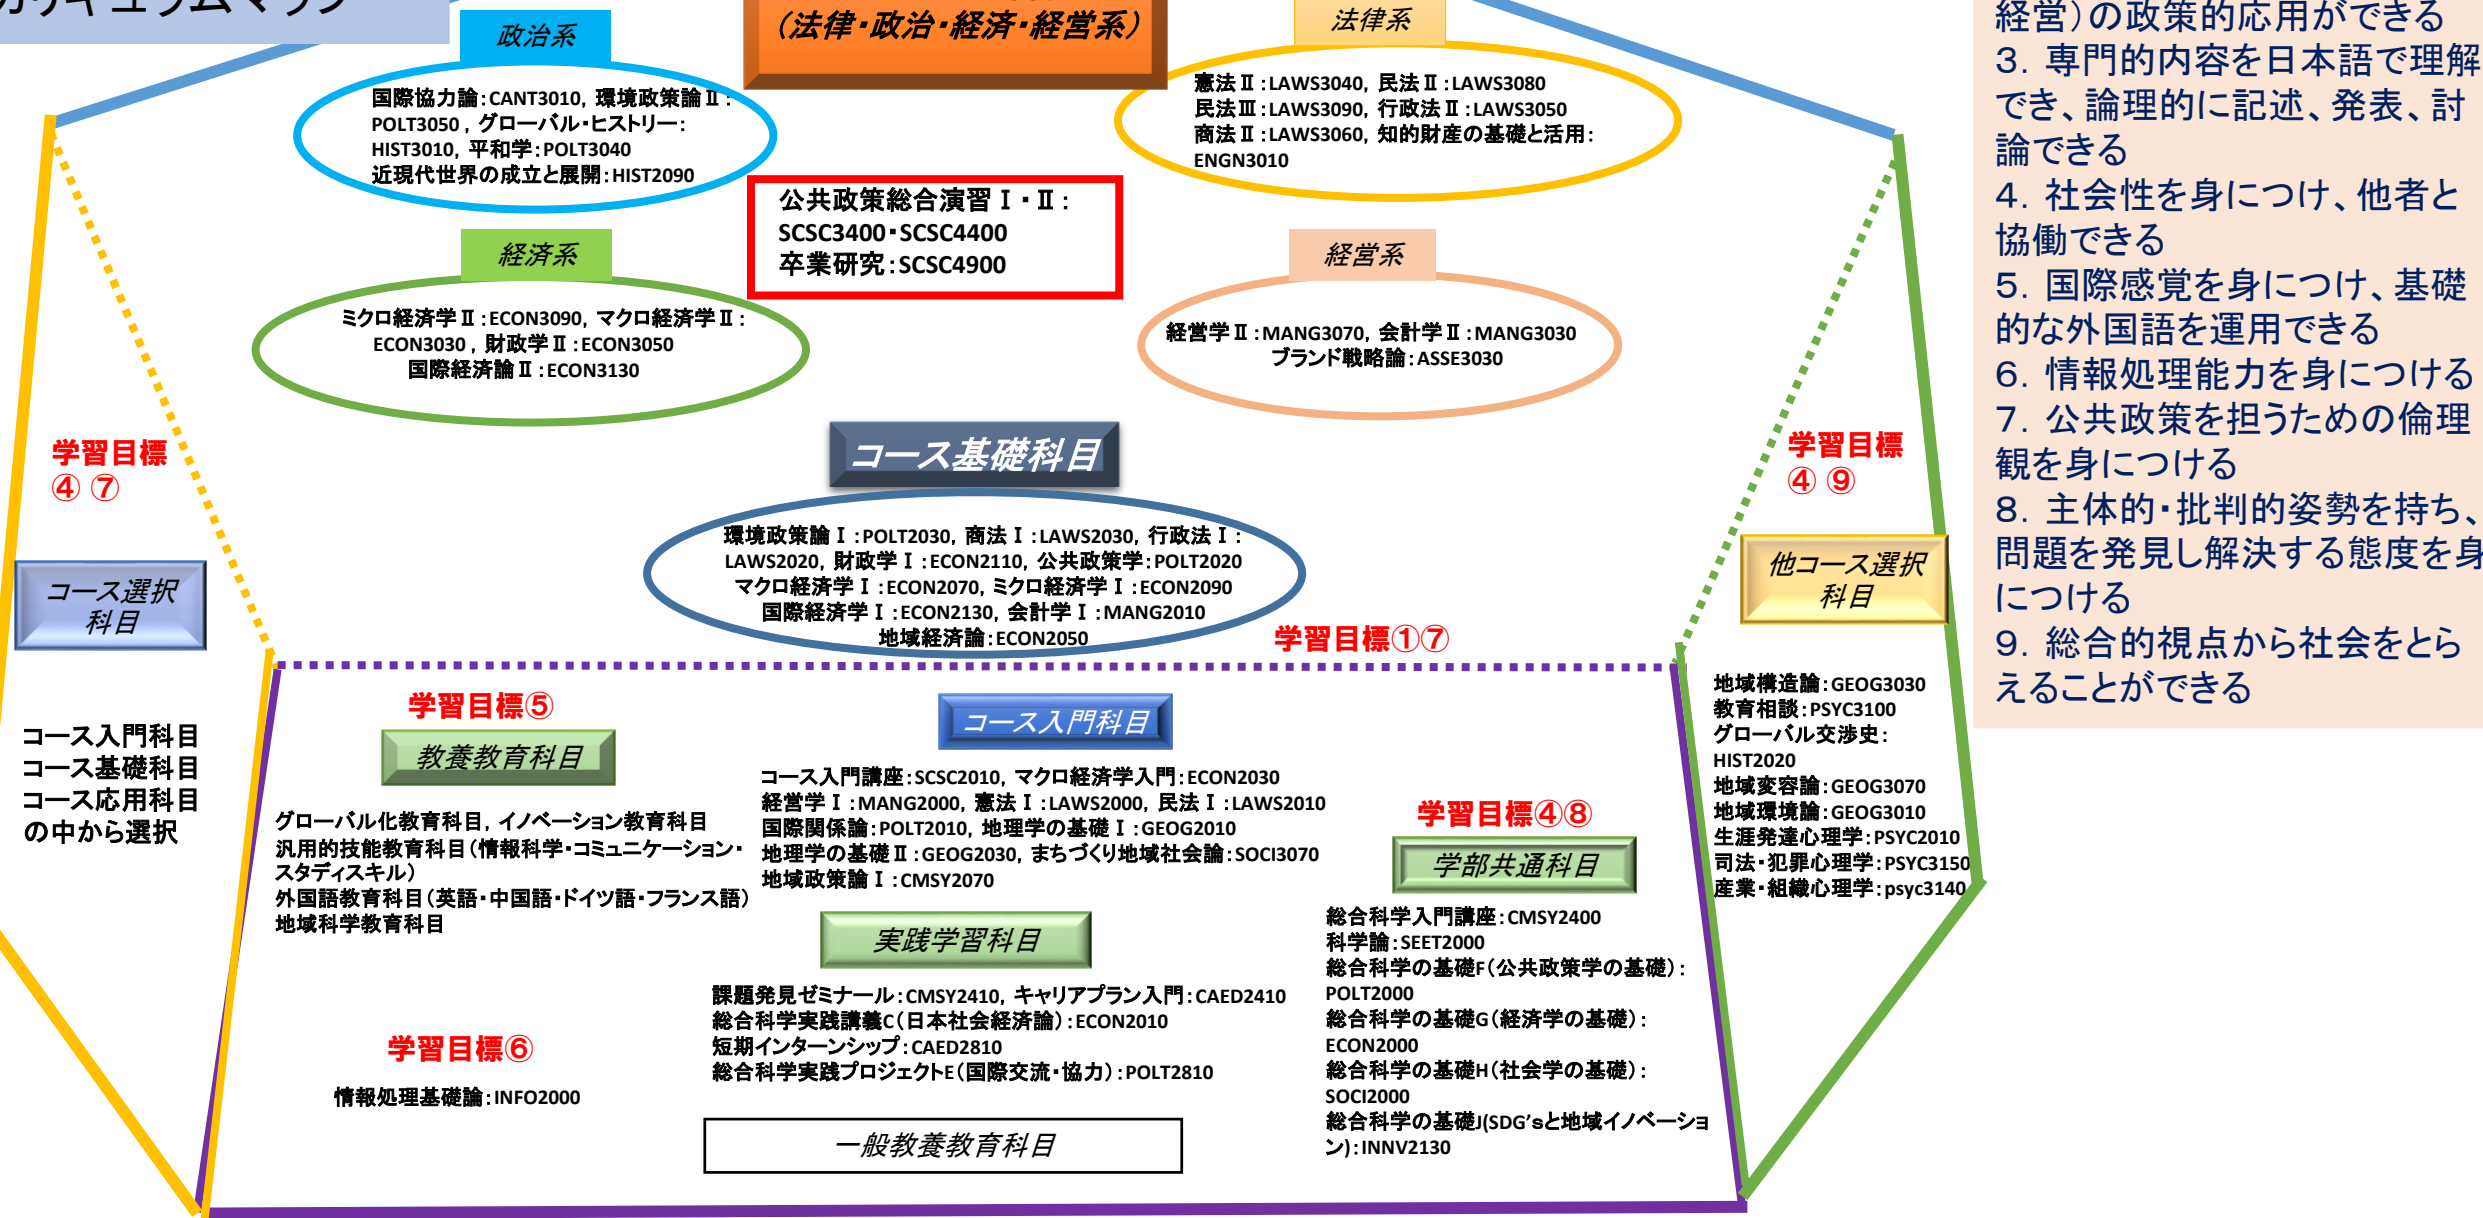 カリキュラムマップ
(法律・政治・経済・経営系)
政治系
国際協力論:CANT3010, 環境政策論Ⅱ:
POLT3050, グローバル・ヒストリー:
HIST3010, 平和学:POLT3040
近現代世界の成立と展開:HIST2090
法律系
憲法Ⅱ:LAWS3040, 民法Ⅱ:LAWS3080
民法Ⅲ:LAWS3090, 行政法Ⅱ:LAWS3050
商法Ⅱ:LAWS3060, 知的財産の基礎と活用:
ENGN3010
公共政策総合演習Ⅰ・Ⅱ:
SCSC3400・SCSC4400
卒業研究:SCSC4900
経済系
ミクロ経済学Ⅱ:ECON3090, マクロ経済学Ⅱ:
ECON3030, 財政学Ⅱ:ECON3050
国際経済論Ⅱ:ECON3130
経営系
経営学Ⅱ:MANG3070, 会計学Ⅱ:MANG3030
ブランド戦略論:ASSE3030
コース基礎科目
環境政策論Ⅰ:POLT2030, 商法Ⅰ:LAWS2030, 行政法Ⅰ:
LAWS2020, 財政学Ⅰ:ECON2110, 公共政策学:POLT2020
マクロ経済学Ⅰ:ECON2070, ミクロ経済学Ⅰ:ECON2090
国際経済学Ⅰ:ECON2130, 会計学Ⅰ:MANG2010
地域経済論:ECON2050
学習目標①⑦
学習目標
④ ⑦
コース選択
科目
コース入門科目
コース基礎科目
コース応用科目
の中から選択
学習目標⑤
教養教育科目
グローバル化教育科目, イノベーション教育科目
汎用的技能教育科目(情報科学・コミュニケーション・
スタディスキル)
外国語教育科目(英語・中国語・ドイツ語・フランス語)
地域科学教育科目
学習目標⑥
情報処理基礎論:INFO2000
コース入門科目
コース入門講座:SCSC2010, マクロ経済学入門:ECON2030
経営学Ⅰ:MANG2000, 憲法Ⅰ:LAWS2000, 民法Ⅰ:LAWS2010
国際関係論:POLT2010, 地理学の基礎Ⅰ:GEOG2010
地理学の基礎Ⅱ:GEOG2030, まちづくり地域社会論:SOCI3070
地域政策論Ⅰ:CMSY2070
実践学習科目
課題発見ゼミナール:CMSY2410, キャリアプラン入門:CAED2410
総合科学実践講義C(日本社会経済論):ECON2010
短期インターンシップ:CAED2810
総合科学実践プロジェクトE(国際交流・協力):POLT2810
一般教養教育科目
学習目標④⑧
学部共通科目
総合科学入門講座:CMSY2400
科学論:SEET2000
総合科学の基礎F(公共政策学の基礎):
POLT2000
総合科学の基礎G(経済学の基礎):
ECON2000
総合科学の基礎H(社会学の基礎):
SOCI2000
総合科学の基礎J(SDG'sと地域イノベーショ
ン):INNV2130
学習目標
④ ⑨
他コース選択
科目
地域構造論:GEOG3030
教育相談:PSYC3100
グローバル交渉史:
HIST2020
地域変容論:GEOG3070
地域環境論:GEOG3010
生涯発達心理学:PSYC2010
司法・犯罪心理学:PSYC3150
産業・組織心理学:psyc3140
経営)の政策的応用ができる
3. 専門的内容を日本語で理解
でき、論理的に記述、発表、討
論できる
4. 社会性を身につけ、他者と
協働できる
5. 国際感覚を身につけ、基礎
的な外国語を運用できる
6. 情報処理能力を身につける
7. 公共政策を担うための倫理
観を身につける
8. 主体的・批判的姿勢を持ち、
問題を発見し解決する態度を身
につける
9. 総合的視点から社会をとら
えることができる